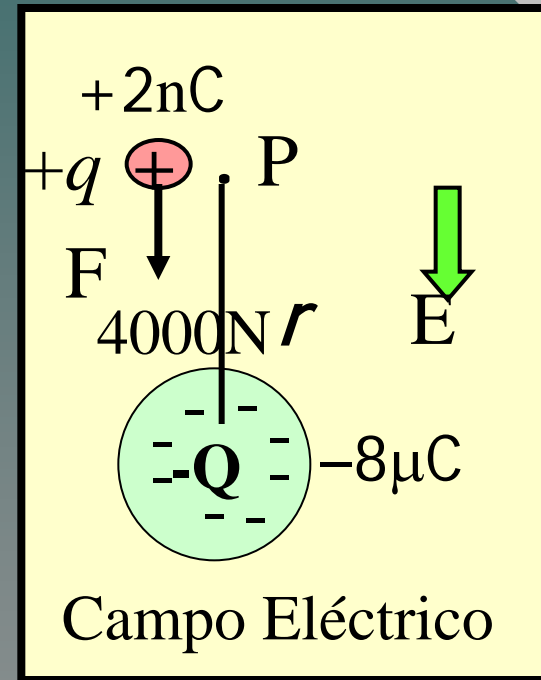 +2nC
+q
+
. P
F
4000N r
E
-Q
−8μC
Campo Eléctrico